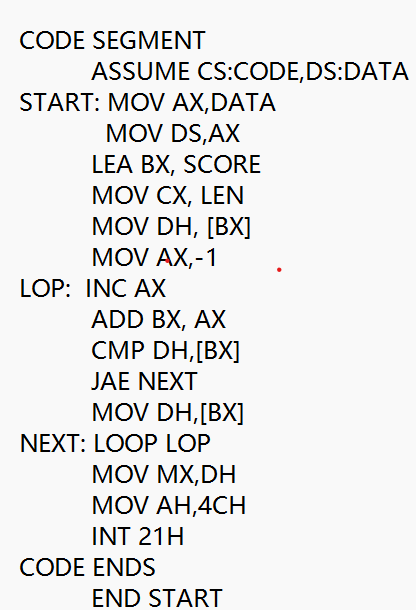 CODE SEGMENT
ASSUME CS:CODE,DS:DATA
START: MOV AX,DATA
MOV DS,AX
LEA BX, SCORE
MOV CX, LEN
MOV DH, [BX]
MOV AX,-1
LOP: INC AX
ADD BX, AX
CMP DH,[BX]
JAE NEXT
MOV DH,[BX]
NEXT: LOOP LOP
MOV MX,DH
MOV AH,4CH
INT 21H
CODE ENDS
END START